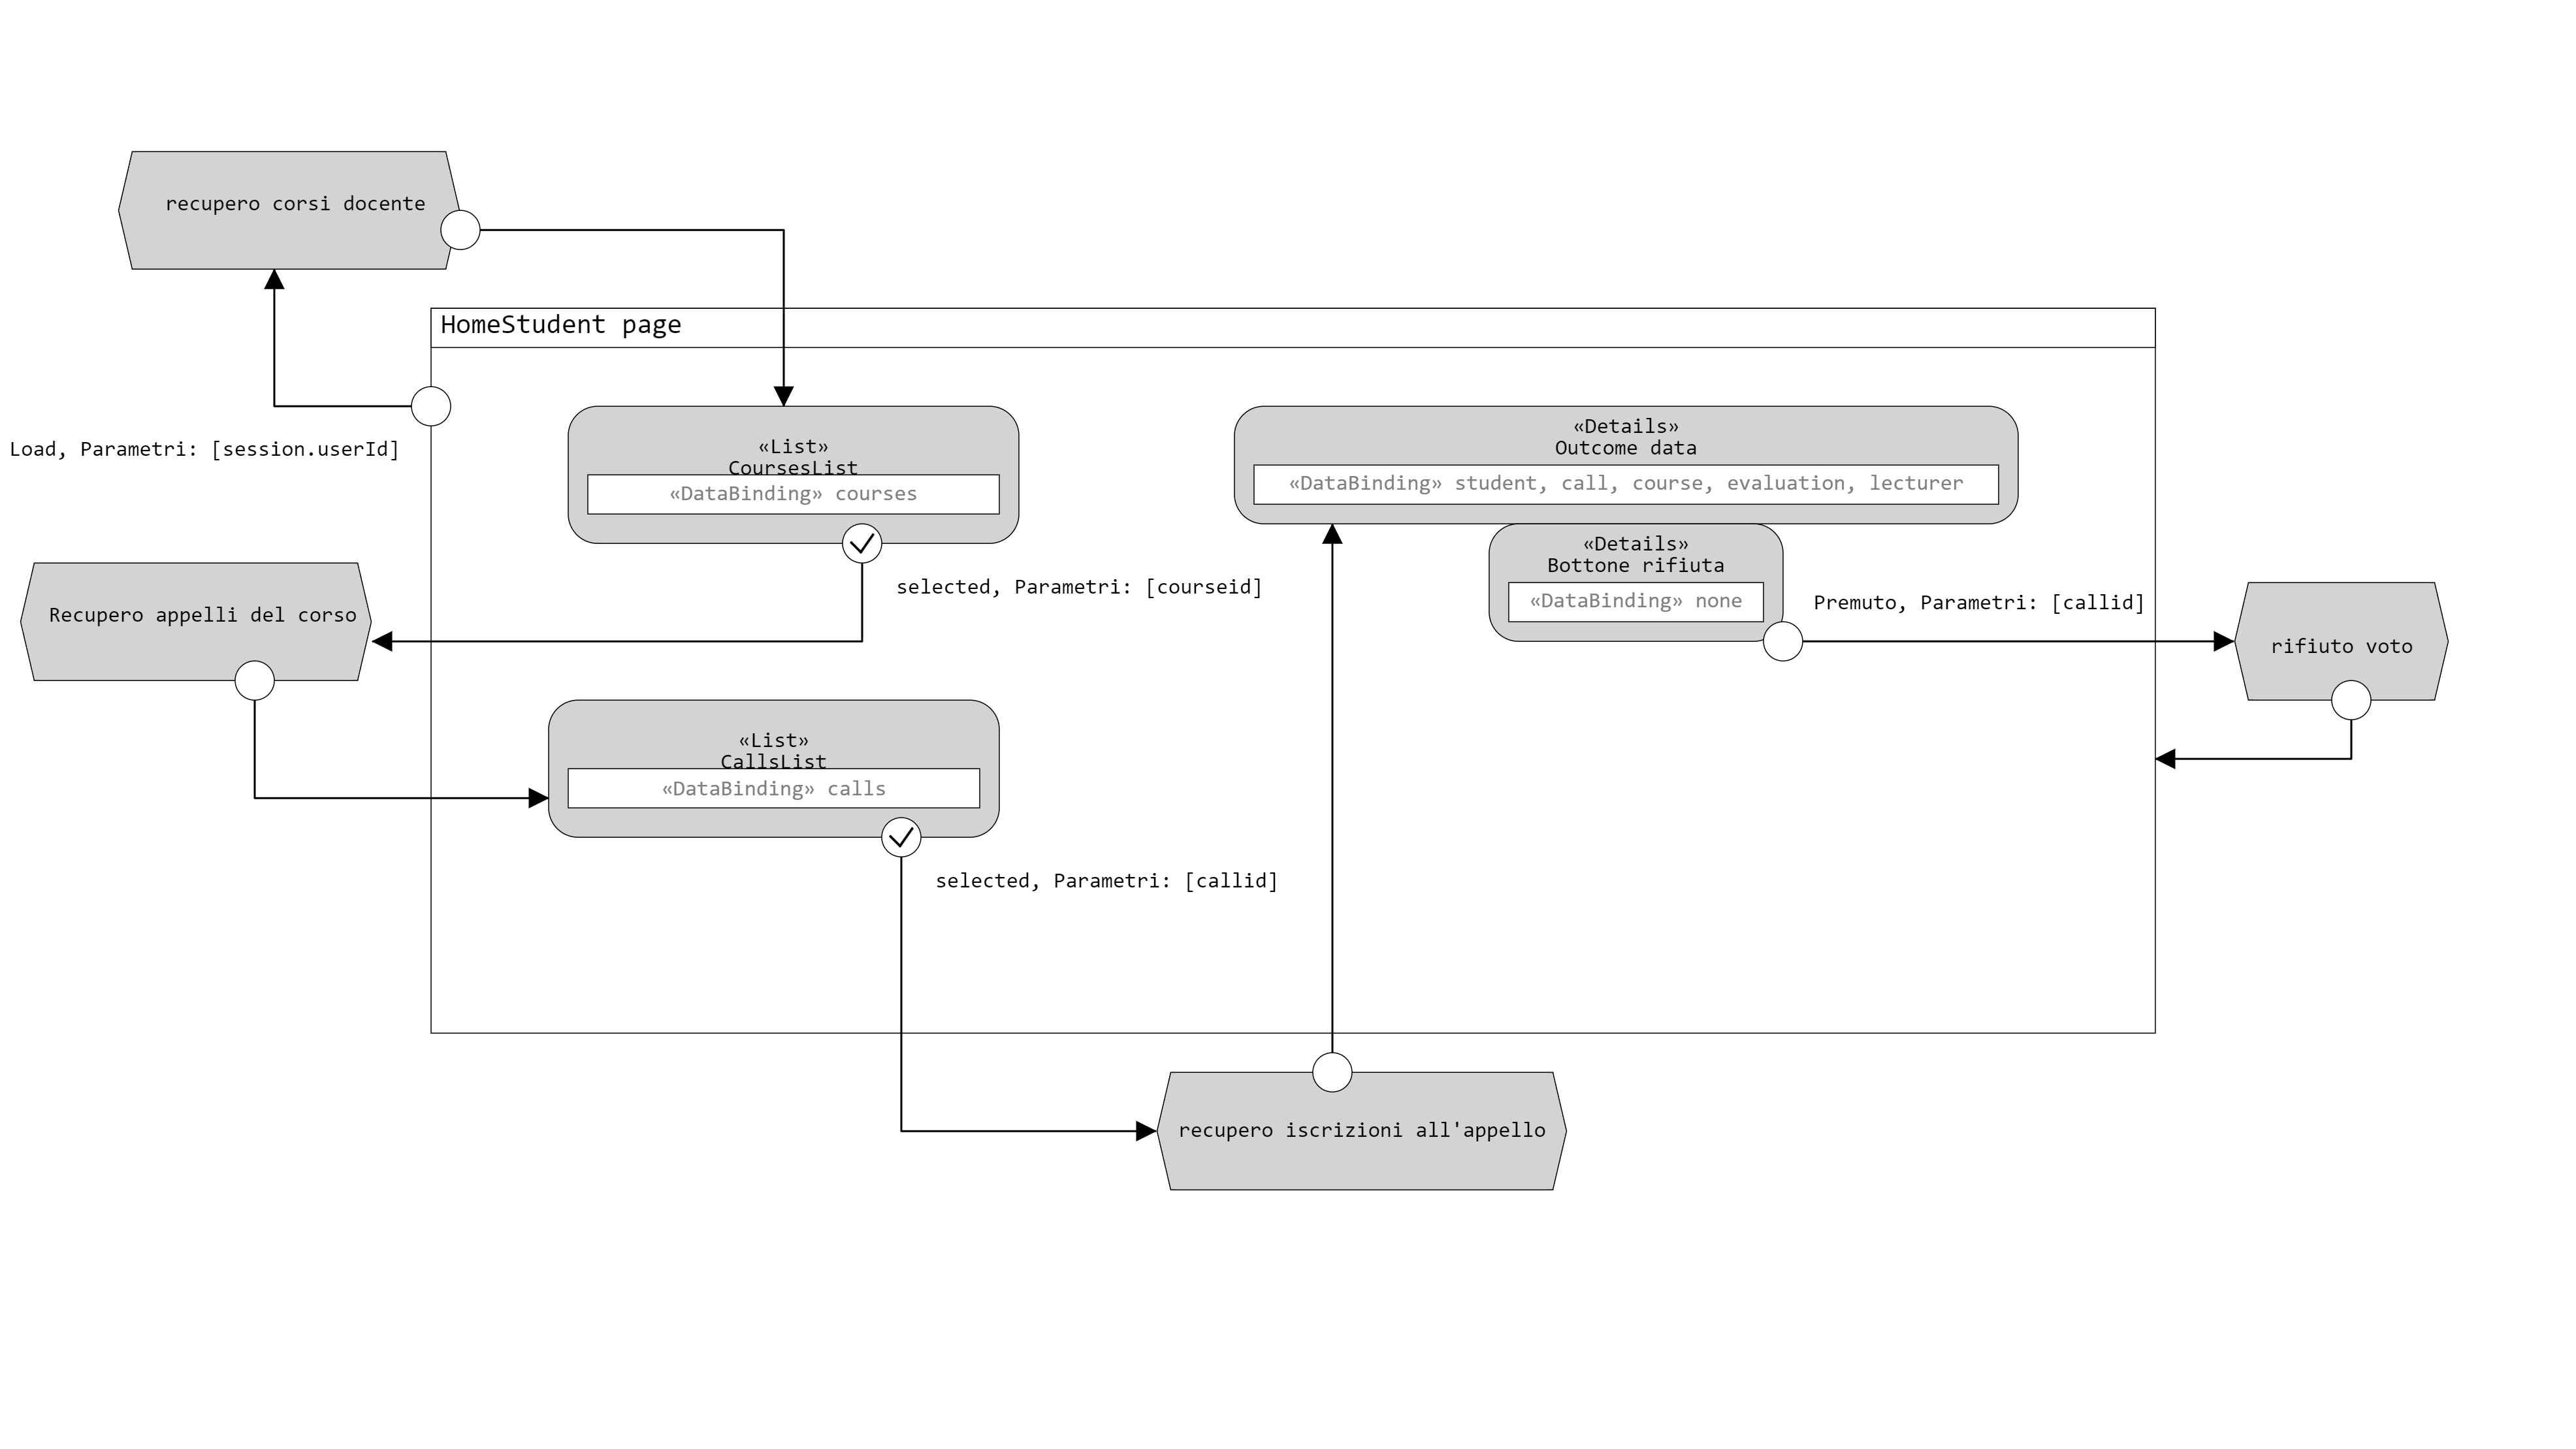 recupero corsi docente
HomeStudent page
Load, Parametri: [session.userId]
«List»
CoursesList
«DataBinding» courses
selected, Parametri: [courseid]
«Details»
Outcome data
«DataBinding» student, call, course, evaluation, lecturer
«Details»
Bottone rifiuta
«DataBinding» none
Premuto, Parametri: [callid]
rifiuto voto
Recupero appelli del corso
«List»
CallsList
«DataBinding» calls
selected, Parametri: [callid]
recupero iscrizioni all'appello